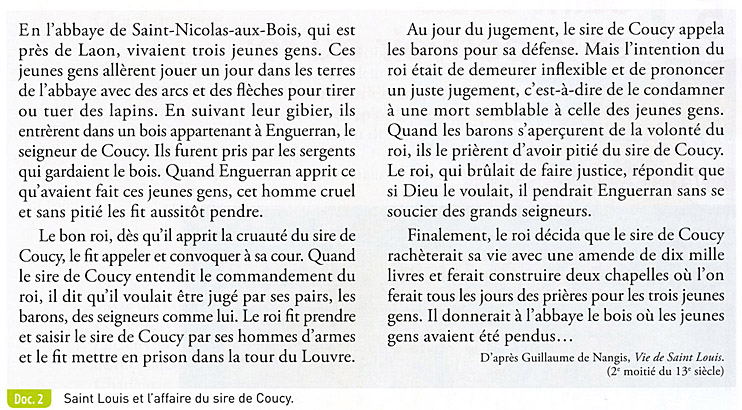 En l'abbaye de Saint-Nicolas-aux-Bois, qui est
près de Laon, vivaient trois jeunes gens. Ces
jeunes gens allèrent jouer un jour dans les terres
de l'abbaye avec des arcs et des flèches pour tirer
ou tuer des lapins. En suivant leur gibier, ils
entrèrent dans un bois appartenant à Enguerran, le
seigneur de Coucy. Ils furent pris par les sergents
qui gardaient le bois. Quand Enguerran apprit ce
qu'avaient fait ces jeunes gens, cet homme cruel
et sans pitié les fit aussitôt pendre.
Le bon roi, dès qu'il apprit la cruauté du sire de
Coucy, le fit appeler et convoquer à sa cour. Quand
le sire de Coucy entendit le commandement du
roi, il dit qu'il voulait être jugé par ses pairs, les
barons, des seigneurs comme lui. Le roi fit prendre
et saisir le sire de Coucy par ses hommes d'armes
et le fit mettre en prison dans la tour du Louvre.
Au jour du jugement, le sire de Coucy appela
les barons pour sa défense. Mais l'intention du
roi était de demeurer inflexible et de prononcer
un juste jugement, c'est-à-dire de le condamner
à une mort semblable à celle des jeunes gens.
Quand les barons s'aperçurent de la volonté du
roi, ils le prièrent d'avoir pitié du sire de Coucy.
Le roi, qui brûlait de faire justice, répondit que
si Dieu le voulait, il pendrait Enguerran sans se
soucier des grands seigneurs.
Finalement, le roi décida que le sire de Coucy
rachèterait sa vie avec une amende de dix mille
livres et ferait construire deux chapelles où l'on
ferait tous les jours des prières pour les trois jeunes
gens. Il donnerait à l'abbaye le bois où les jeunes
gens avaient été pendus…
D'après Guillaume de Nangis, Vie de Saint Louis.
(2e moitié du 13e siècle)
Doc. 2 Saint Louis et l'affaire du sire de Coucy.